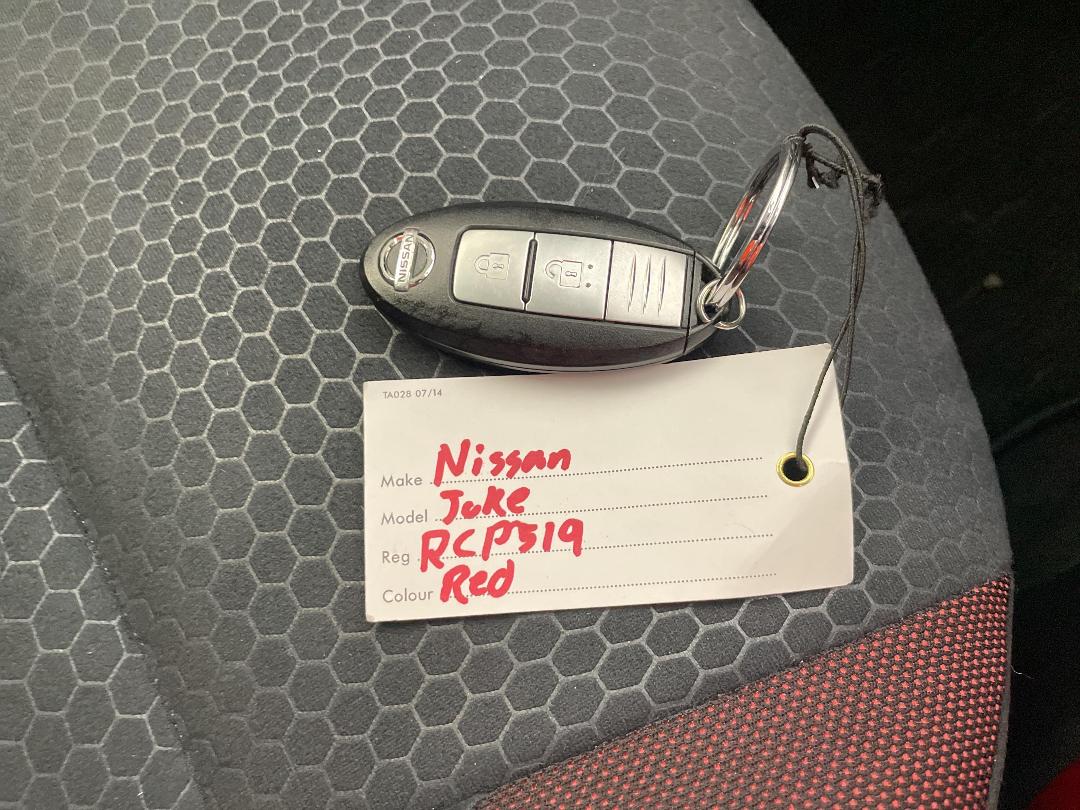 NISSAN
TA028 07/14
Make Nissan
Model Juke
Reg RCP519
Colour Red